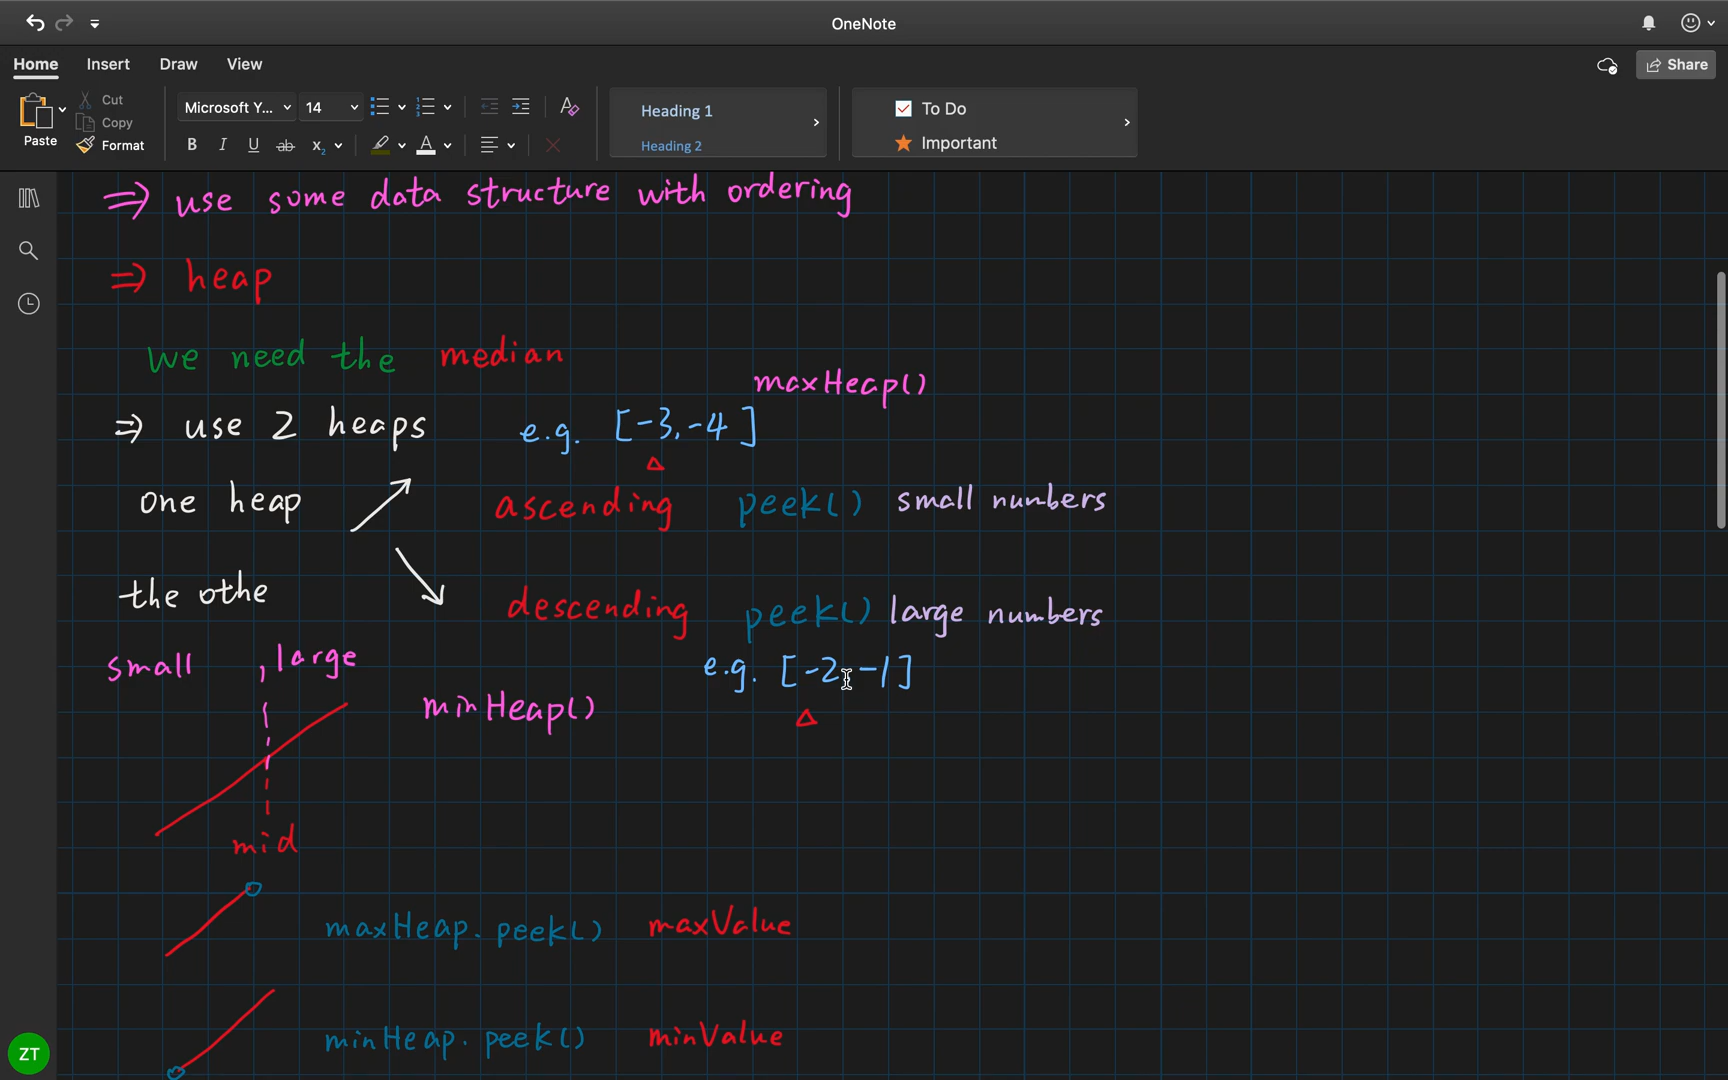 OneNote
Home Insert Draw View
Share
Paste
Cut
Copy
Format
Microsoft Y... 14
B I U ab x₂ A
Heading 1
Heading 2
To Do
Important
⇒ use some data structure with ordering
⇒ heap
we need the median
maxHeap()
⇒ use 2 heaps e.g. [-3,-4]
one heap ascending peek() small numbers
the othe descending peek() large numbers
small , large e.g. [-2, -1]
minHeap()
mid
maxHeap. peek() maxValue
minHeap. peek() minValue
ZT